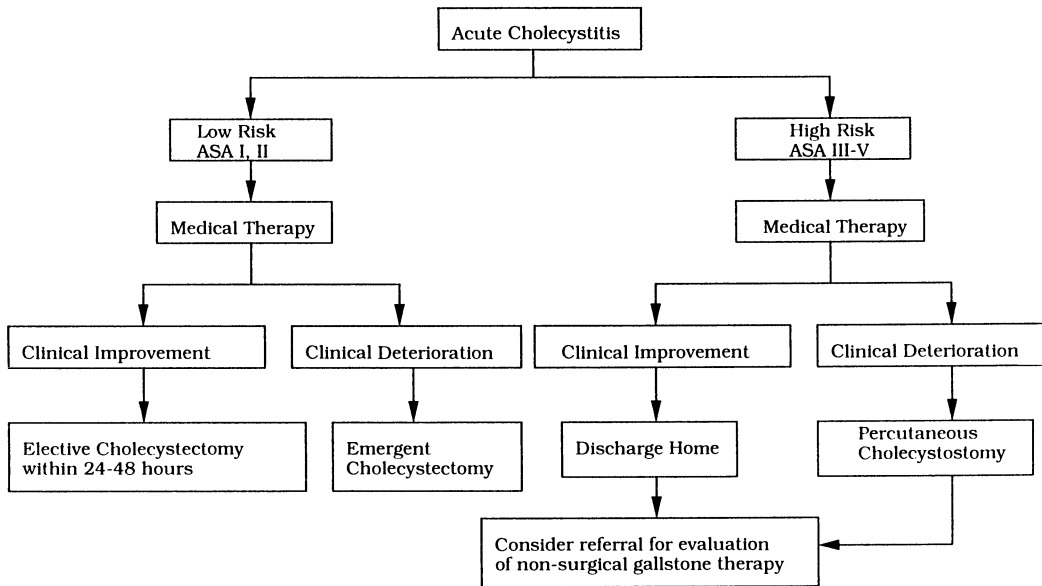 Acute Cholecystitis
Low Risk
ASA I, II
High Risk
ASA III-V
Medical Therapy
Medical Therapy
Clinical Improvement
Clinical Deterioration
Clinical Improvement
Clinical Deterioration
Elective Cholecystectomy
within 24-48 hours
Emergent
Cholecystectomy
Discharge Home
Percutaneous
Cholecystostomy
Consider referral for evaluation
of non-surgical gallstone therapy